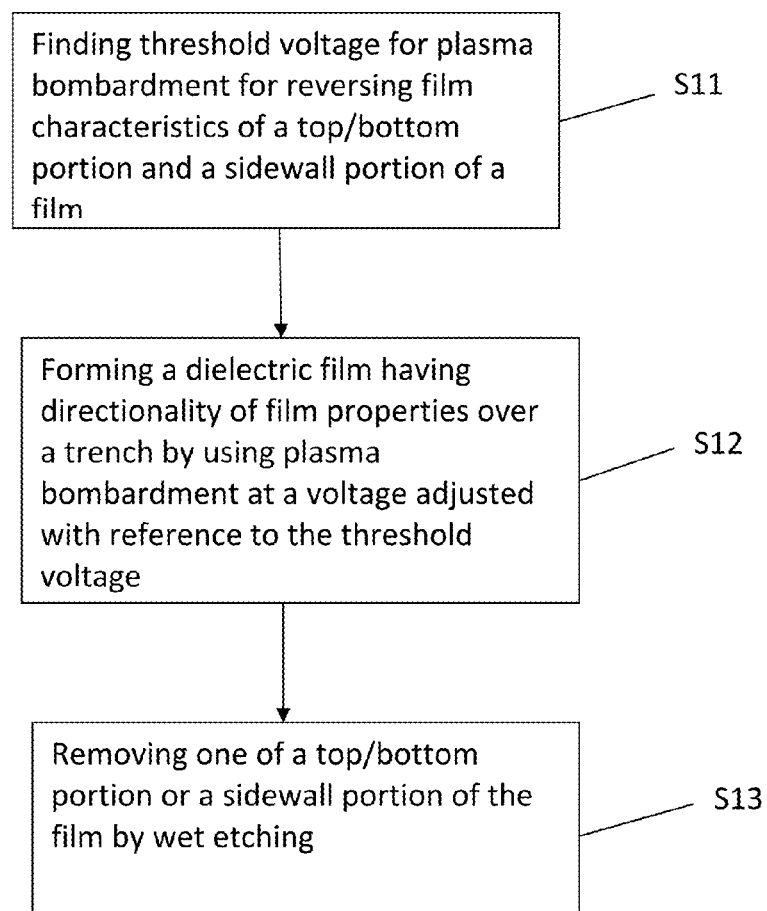 Finding threshold voltage for plasma
bombardment for reversing film
characteristics of a top/bottom
portion and a sidewall portion of a
film
S11
Forming a dielectric film having
directionality of film properties over
a trench by using plasma
bombardment at a voltage adjusted
with reference to the threshold
voltage
S12
Removing one of a top/bottom
portion or a sidewall portion of the
film by wet etching
S13